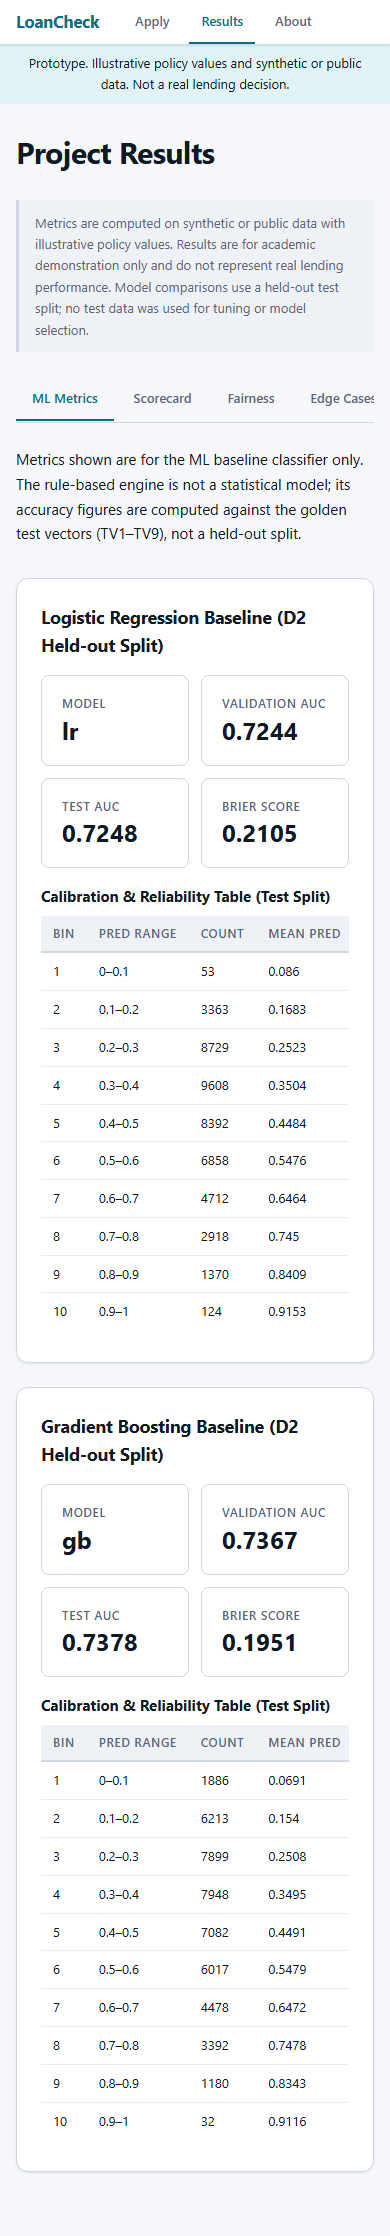 LoanCheck Apply Results About
Prototype. Illustrative policy values and synthetic or public
data. Not a real lending decision.
Project Results
Metrics are computed on synthetic or public data with
illustrative policy values. Results are for academic
demonstration only and do not represent real lending
performance. Model comparisons use a held-out test
split; no test data was used for tuning or model
selection.
ML Metrics Scorecard Fairness Edge Cases
Metrics shown are for the ML baseline classifier only.
The rule-based engine is not a statistical model; its
accuracy figures are computed against the golden
test vectors (TV1–TV9), not a held-out split.
Logistic Regression Baseline (D2
Held-out Split)
MODEL VALIDATION AUC
lr 0.7244
TEST AUC BRIER SCORE
0.7248 0.2105
Calibration & Reliability Table (Test Split)
BIN PRED RANGE COUNT MEAN PRED
1 0–0.1 53 0.086
2 0.1–0.2 3363 0.1683
3 0.2–0.3 8729 0.2523
4 0.3–0.4 9608 0.3504
5 0.4–0.5 8392 0.4484
6 0.5–0.6 6858 0.5476
7 0.6–0.7 4712 0.6464
8 0.7–0.8 2918 0.745
9 0.8–0.9 1370 0.8409
10 0.9–1 124 0.9153
Gradient Boosting Baseline (D2
Held-out Split)
MODEL VALIDATION AUC
gb 0.7367
TEST AUC BRIER SCORE
0.7378 0.1951
Calibration & Reliability Table (Test Split)
BIN PRED RANGE COUNT MEAN PRED
1 0–0.1 1886 0.0691
2 0.1–0.2 6213 0.154
3 0.2–0.3 7899 0.2508
4 0.3–0.4 7948 0.3495
5 0.4–0.5 7082 0.4491
6 0.5–0.6 6017 0.5479
7 0.6–0.7 4478 0.6472
8 0.7–0.8 3392 0.7478
9 0.8–0.9 1180 0.8343
10 0.9–1 32 0.9116